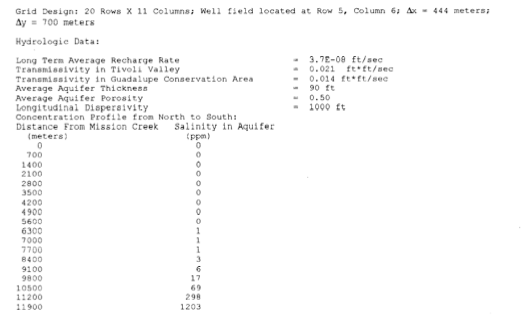 Grid Design: 20 Rows X 11 Columns; Well field located at Row 5, Column 6; Δx = 444 meters;
Δy = 700 meters
Hydrologic Data:
Long Term Average Recharge Rate = 3.7E-08 ft/sec
Transmissivity in Tivoli Valley = 0.021 ft*ft/sec
Transmissivity in Guadalupe Conservation Area = 0.014 ft*ft/sec
Average Aquifer Thickness = 90 ft
Average Aquifer Porosity = 0.50
Longitudinal Dispersivity = 1000 ft
Concentration Profile from North to South:
Distance From Mission Creek Salinity in Aquifer
(meters) (ppm)
0 0
700 0
1400 0
2100 0
2800 0
3500 0
4200 0
4900 0
5600 0
6300 1
7000 1
7700 1
8400 3
9100 6
9800 17
10500 69
11200 298
11900 1203